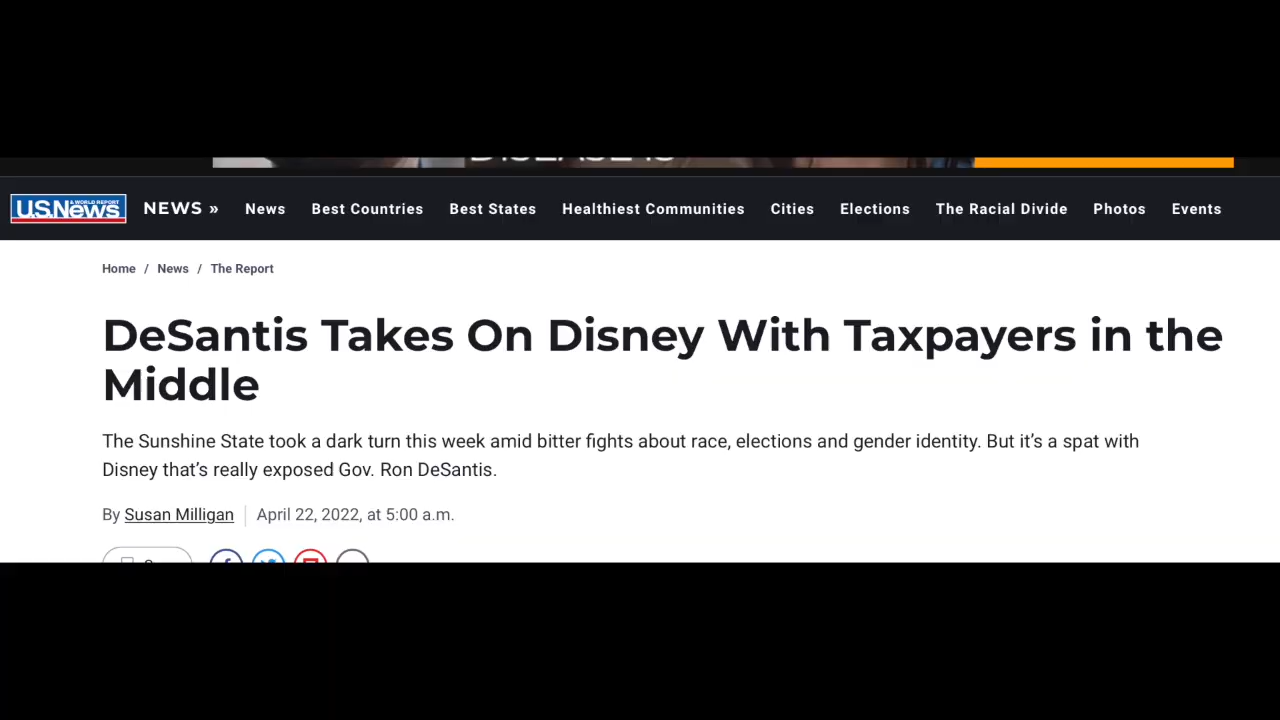 U.S.News
& WORLD REPORT
NEWS » News Best Countries Best States Healthiest Communities Cities Elections The Racial Divide Photos Events
Home / News / The Report
DeSantis Takes On Disney With Taxpayers in the
Middle
The Sunshine State took a dark turn this week amid bitter fights about race, elections and gender identity. But it’s a spat with
Disney that’s really exposed Gov. Ron DeSantis.
By Susan Milligan April 22, 2022, at 5:00 a.m.